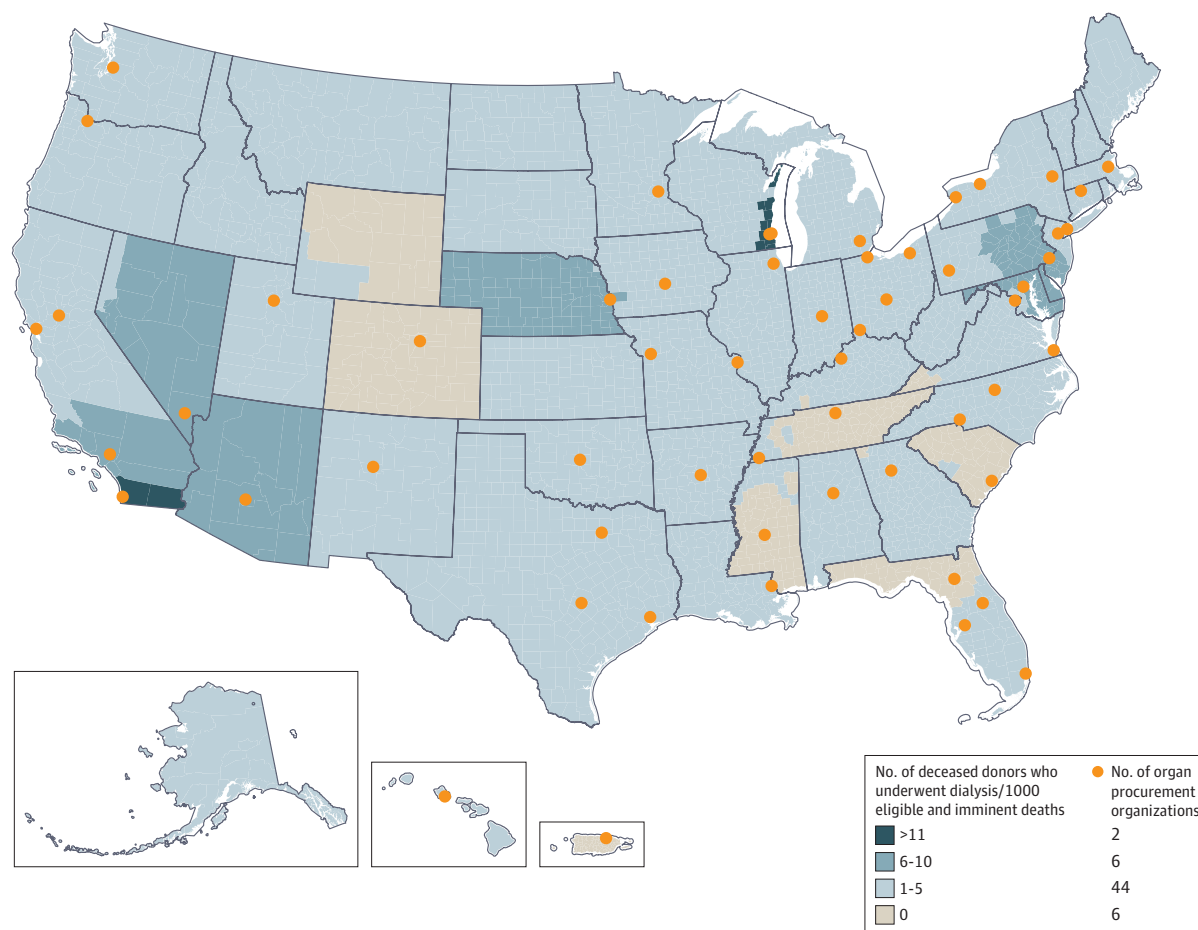 No. of deceased donors who
underwent dialysis/1000
eligible and imminent deaths
No. of organ
procurement
organizations
>11 2
6-10 6
1-5 44
0 6